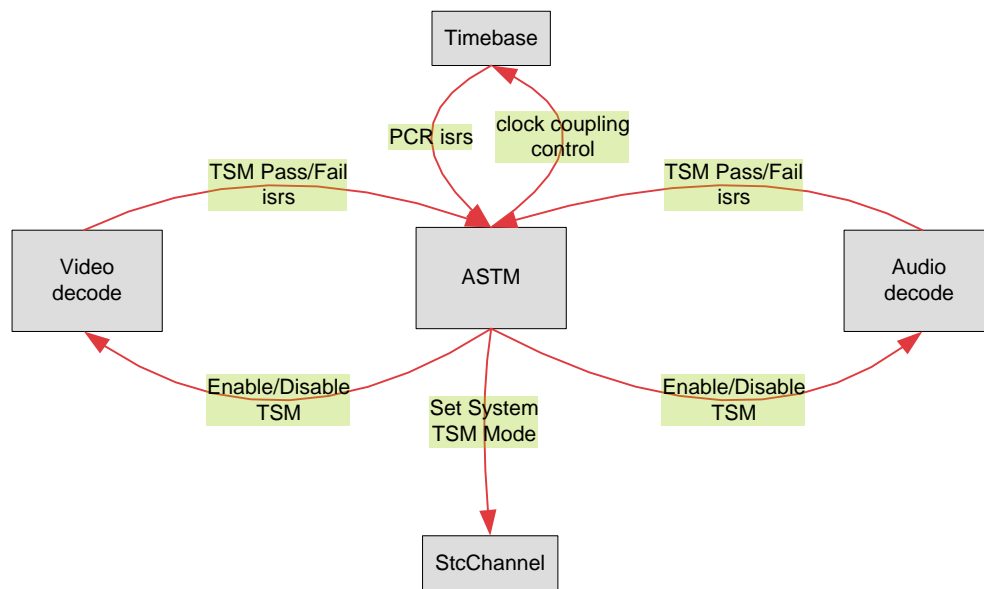 Timebase
PCR isrs
clock coupling
control
TSM Pass/Fail
isrs
TSM Pass/Fail
isrs
Video
decode
ASTM
Audio
decode
Enable/Disable
TSM
Set System
TSM Mode
Enable/Disable
TSM
StcChannel